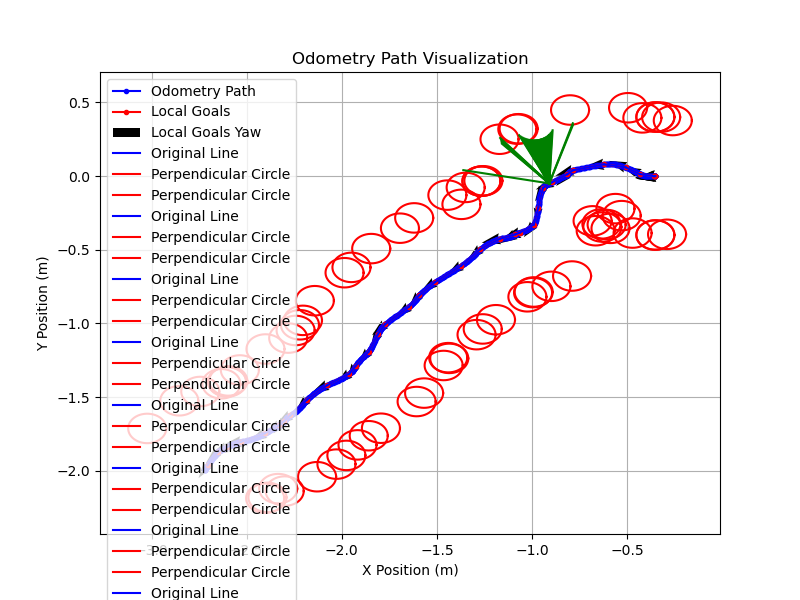 Odometry Path Visualization
Y Position (m)
0.5
0.0
−0.5
−1.0
−1.5
−2.0
Odometry Path
Local Goals
Local Goals Yaw
Original Line
Perpendicular Circle
Perpendicular Circle
Original Line
Perpendicular Circle
Perpendicular Circle
Original Line
Perpendicular Circle
Perpendicular Circle
Original Line
Perpendicular Circle
Perpendicular Circle
Original Line
Perpendicular Circle
Perpendicular Circle
Original Line
Perpendicular Circle
Perpendicular Circle
Original Line
Perpendicular Circle
Perpendicular Circle
Original Line
−2.0
−1.5
−1.0
−0.5
X Position (m)